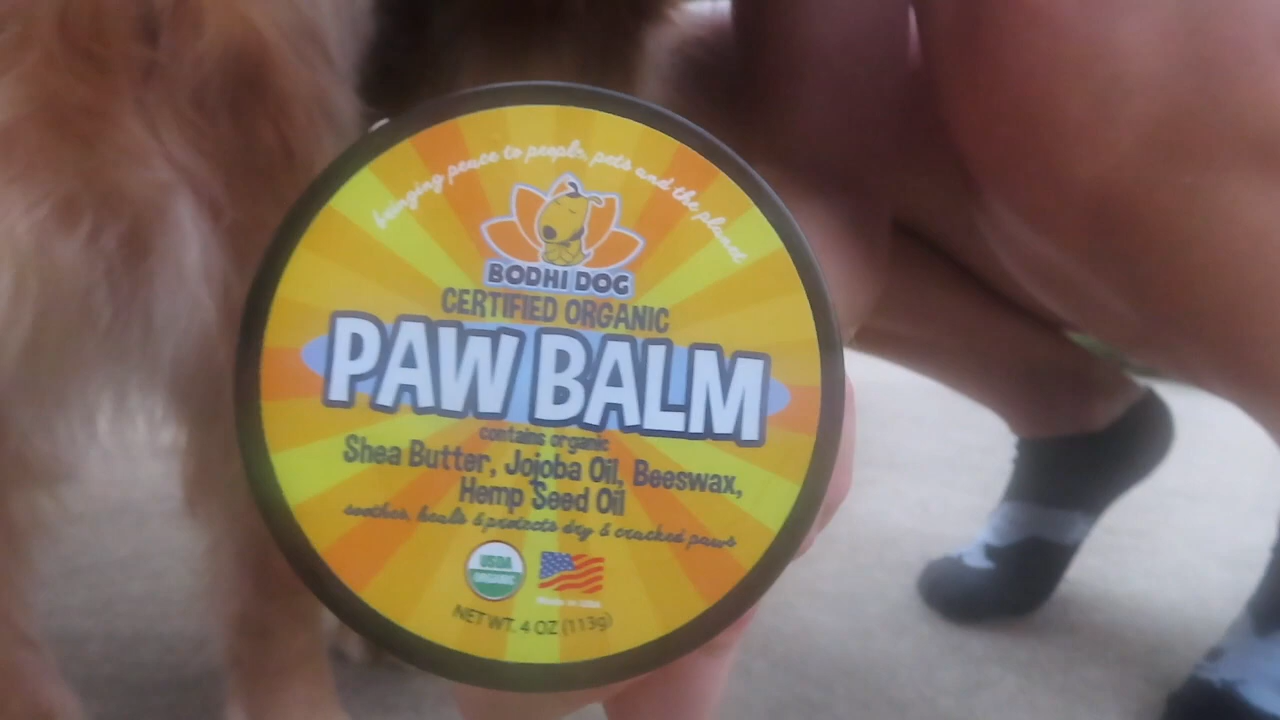 bringing peace to people, pets and the planet
BODHI DOG
CERTIFIED ORGANIC
PAW BALM
contains organic
Shea Butter, Jojoba Oil, Beeswax,
Hemp Seed Oil
soothes, heals & protects dry & cracked paws
USDA
ORGANIC
Made in USA
NET WT. 4 OZ (113g)